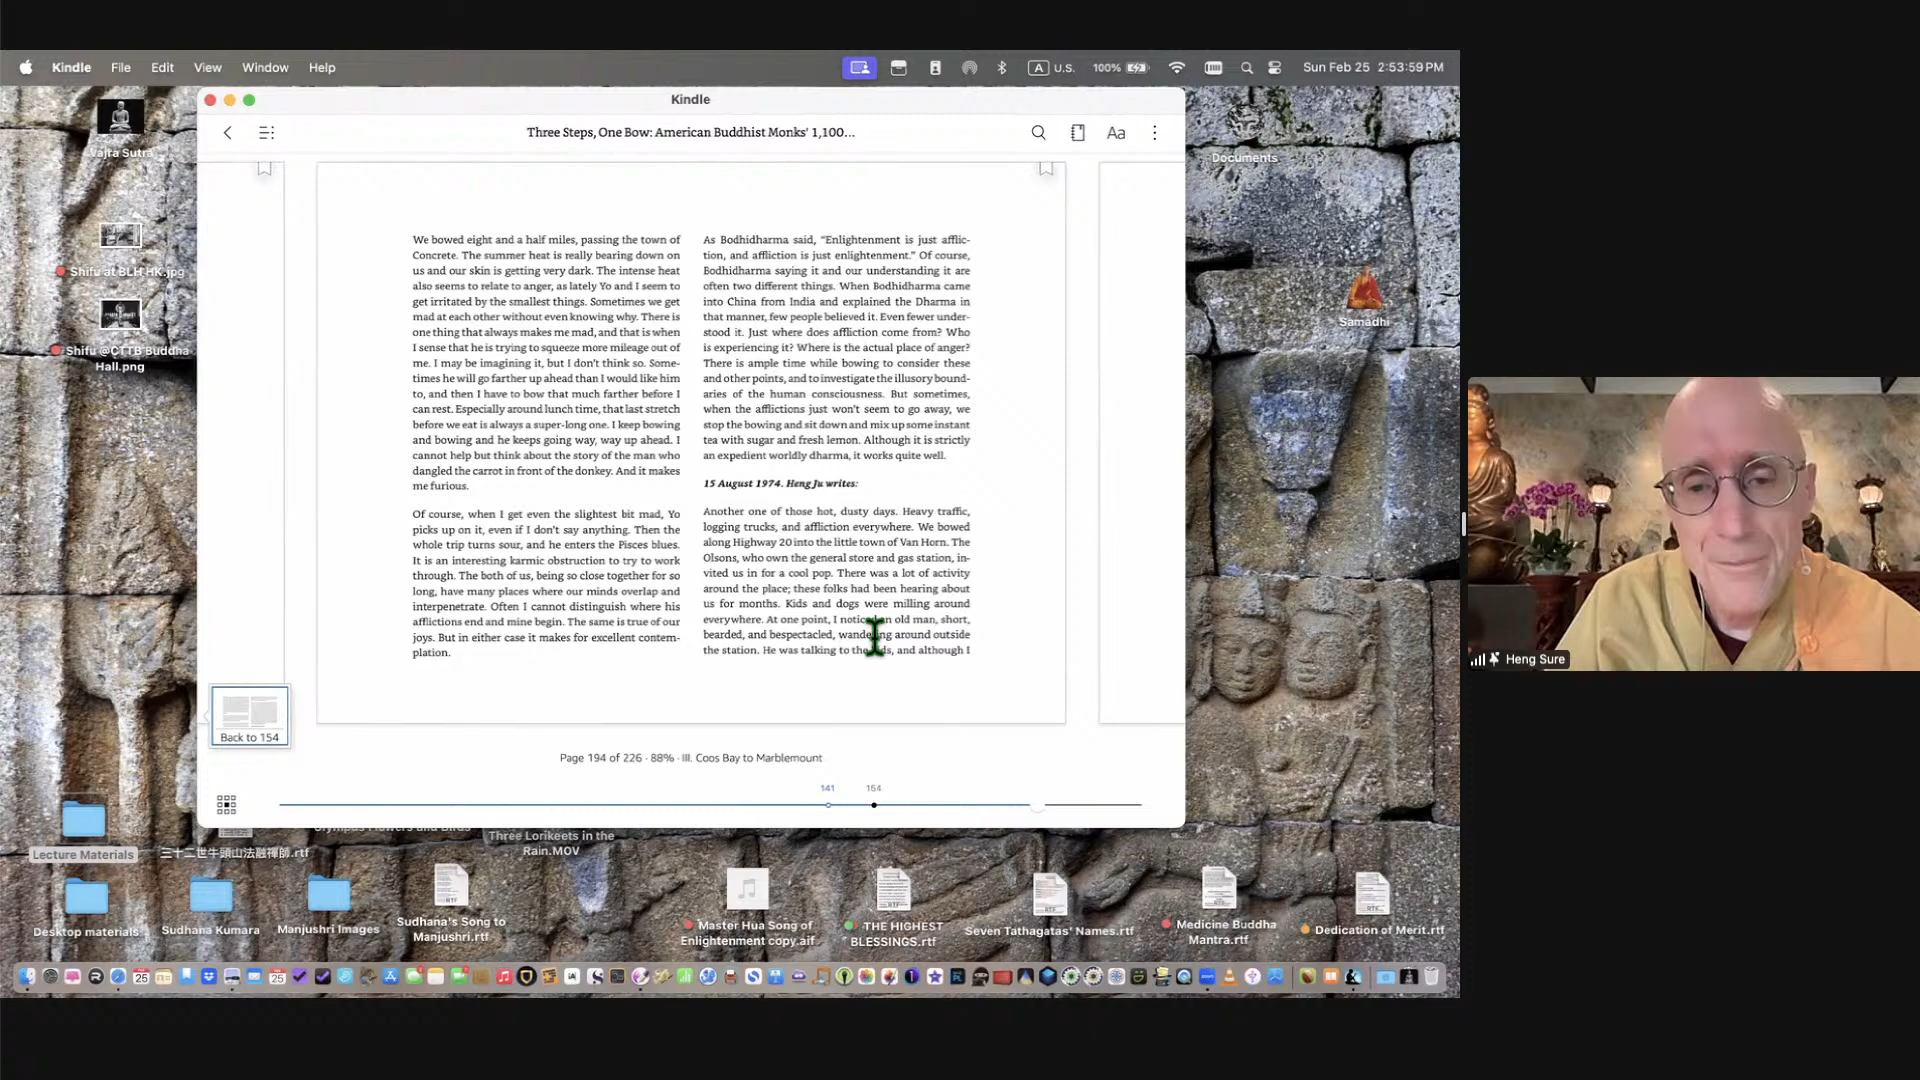 Kindle File Edit View Window Help
U.S. 100% Sun Feb 25 2:53:59 PM
Kindle
Three Steps, One Bow: American Buddhist Monks' 1,100...
Aa
We bowed eight and a half miles, passing the town of
Concrete. The summer heat is really bearing down on
us and our skin is getting very dark. The intense heat
also seems to relate to anger, as lately Yo and I seem to
get irritated by the smallest things. Sometimes we get
mad at each other without even knowing why. There is
one thing that always makes me mad, and that is when
I sense that he is trying to squeeze more mileage out of
me. I may be imagining it, but I don't think so. Some-
times he will go farther up ahead than I would like him
to, and then I have to bow that much farther before I
can rest. Especially around lunch time, that last stretch
before we eat is always a super-long one. I keep bowing
and bowing and he keeps going way, way up ahead. I
cannot help but think about the story of the man who
dangled the carrot in front of the donkey. And it makes
me furious.
Of course, when I get even the slightest bit mad, Yo
picks up on it, even if I don't say anything. Then the
whole trip turns sour, and he enters the Pisces blues.
It is an interesting karmic obstruction to try to work
through. The both of us, being so close together for so
long, have many places where our minds overlap and
interpenetrate. Often I cannot distinguish where his
afflictions end and mine begin. The same is true of our
joys. But in either case it makes for excellent contem-
plation.
As Bodhidharma said, “Enlightenment is just afflic-
tion, and affliction is just enlightenment.” Of course,
Bodhidharma saying it and our understanding it are
often two different things. When Bodhidharma came
into China from India and explained the Dharma in
that manner, few people believed it. Even fewer under-
stood it. Just where does affliction come from? Who
is experiencing it? Where is the actual place of anger?
There is ample time while bowing to consider these
and other points, and to investigate the illusory bound-
aries of the human consciousness. But sometimes,
when the afflictions just won't seem to go away, we
stop the bowing and sit down and mix up some instant
tea with sugar and fresh lemon. Although it is strictly
an expedient worldly dharma, it works quite well.
15 August 1974. Heng Ju writes:
Another one of those hot, dusty days. Heavy traffic,
logging trucks, and affliction everywhere. We bowed
along Highway 20 into the little town of Van Horn. The
Olsons, who own the general store and gas station, in-
vited us in for a cool pop. There was a lot of activity
around the place; these folks had been hearing about
us for months. Kids and dogs were milling around
everywhere. At one point, I notic an old man, short,
bearded, and bespectacled, wandering around outside
the station. He was talking to the kids, and although I
Back to 154
Page 194 of 226 · 88% · III. Coos Bay to Marblemount
141 154
Vajra Sutra
Shifu at BLH HK.jpg
Shifu @CTTB Buddha
Hall.png
Documents
Samadhi
Heng Sure
Lecture Materials
三十二世牛頭山法融禪師.rtf
Olympus Flowers and Birds
Three Lorikeets in the
Rain.MOV
Desktop materials
Sudhana Kumara
Manjushri Images
Sudhana's Song to
Manjushri.rtf
Master Hua Song of
Enlightenment copy.aif
THE HIGHEST
BLESSINGS.rtf
Seven Tathagatas' Names.rtf
Medicine Buddha
Mantra.rtf
Dedication of Merit.rtf